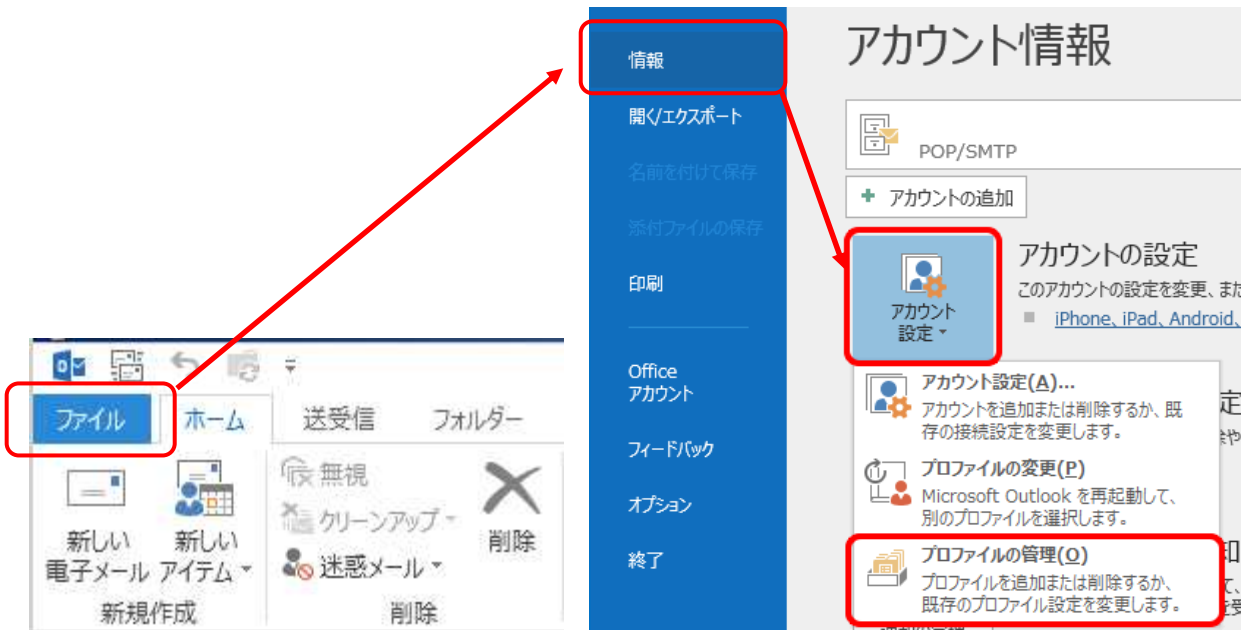 ファイル
ホーム
送受信
フォルダー
新しい
電子メール
新しい
アイテム
新規作成
無視
クリーンアップ
迷惑メール
削除
削除
情報
開く/エクスポート
名前を付けて保存
添付ファイルの保存
印刷
Office
アカウント
フィードバック
オプション
終了
アカウント情報
POP/SMTP
アカウントの追加
アカウント
設定
アカウントの設定
このアカウントの設定を変更、また
iPhone、iPad、Android、
アカウント設定(A)...
アカウントを追加または削除するか、既
存の接続設定を変更します。
プロファイルの変更(P)
Microsoft Outlook を再起動して、
別のプロファイルを選択します。
プロファイルの管理(O)
プロファイルを追加または削除するか、
既存のプロファイル設定を変更します。